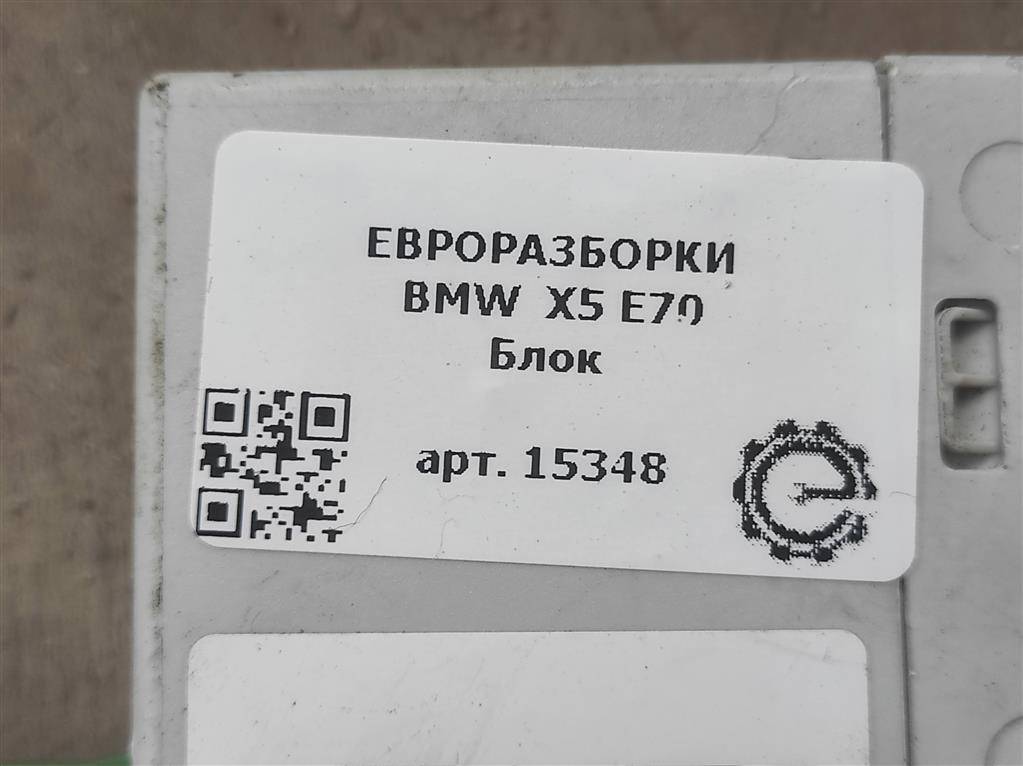 ЕВРОРАЗБОРКИ
BMW X5 E70
Блок
арт. 15348